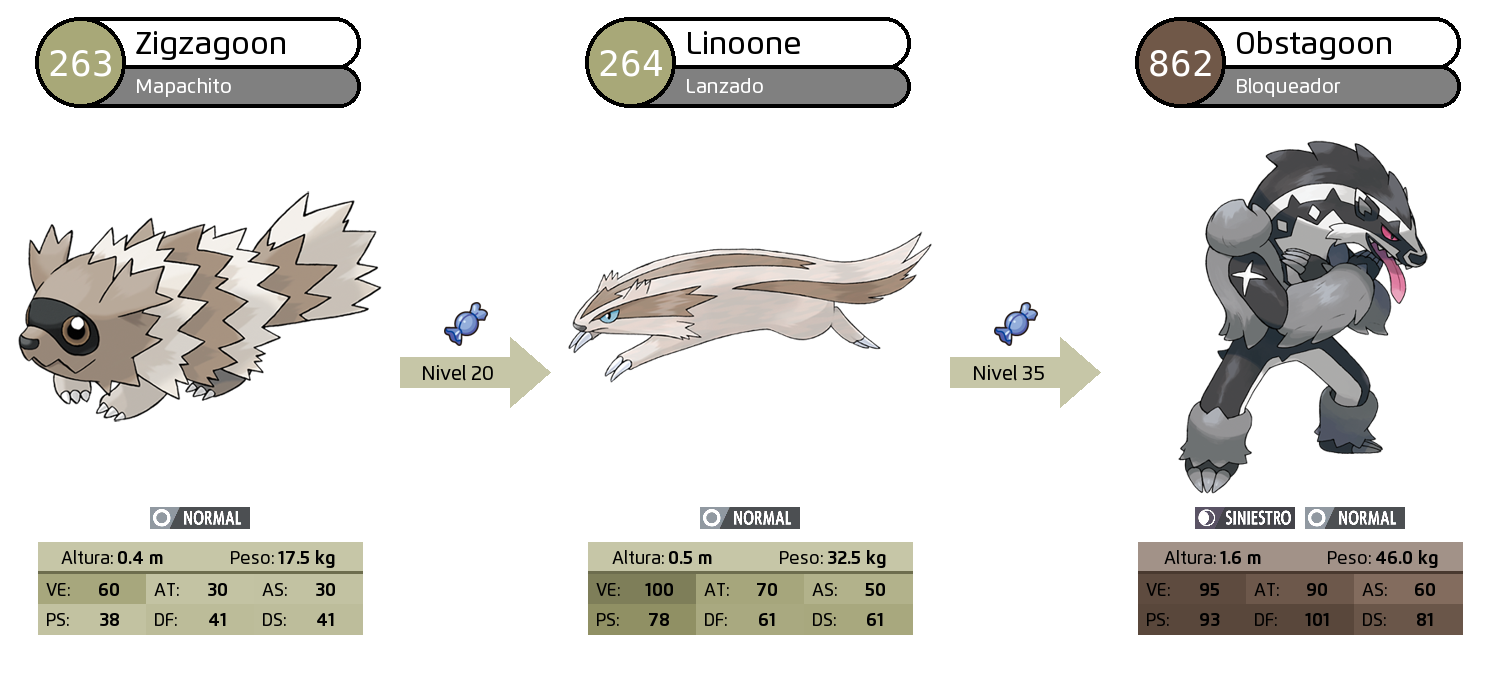 263 Zigzagoon
Mapachito
264 Linoone
Lanzado
862 Obstagoon
Bloqueador
Nivel 20
Nivel 35
NORMAL
NORMAL
SINIESTRO NORMAL
Altura: 0.4 m Peso: 17.5 kg
VE: 60 AT: 30 AS: 30
PS: 38 DF: 41 DS: 41
Altura: 0.5 m Peso: 32.5 kg
VE: 100 AT: 70 AS: 50
PS: 78 DF: 61 DS: 61
Altura: 1.6 m Peso: 46.0 kg
VE: 95 AT: 90 AS: 60
PS: 93 DF: 101 DS: 81